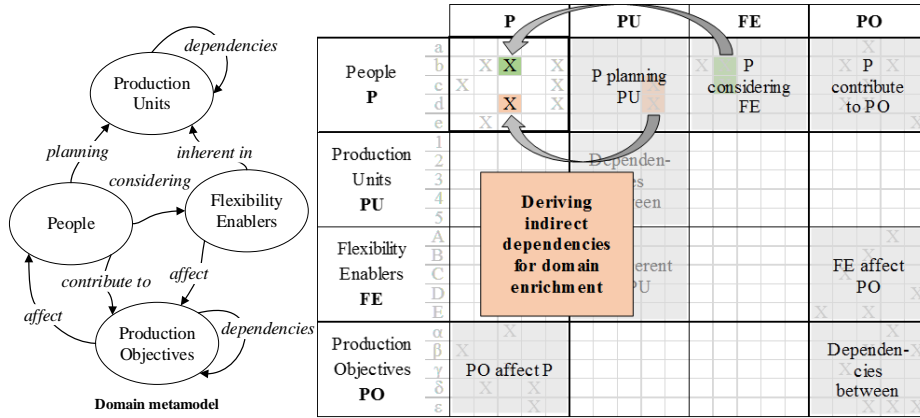 dependencies
Production
Units
planning
inherent in
considering
People
Flexibility
Enablers
contribute to
affect
affect
Production
Objectives
dependencies
Domain metamodel
P PU FE PO
People
P
a
b
c
d
e
X X X
X X
X X
X
P planning
PU
X
P
considering
FE
X
P
contribute
to PO
Production
Units
PU
1
2
3
4
5
Dependen-
Deriving
indirect
dependencies
for domain
enrichment
Flexibility
Enablers
FE
A
B
C
D
E
PU
FE affect
PO
Production
Objectives
PO
α
β
γ
δ
ε
PO affect P
Dependen-
cies
between